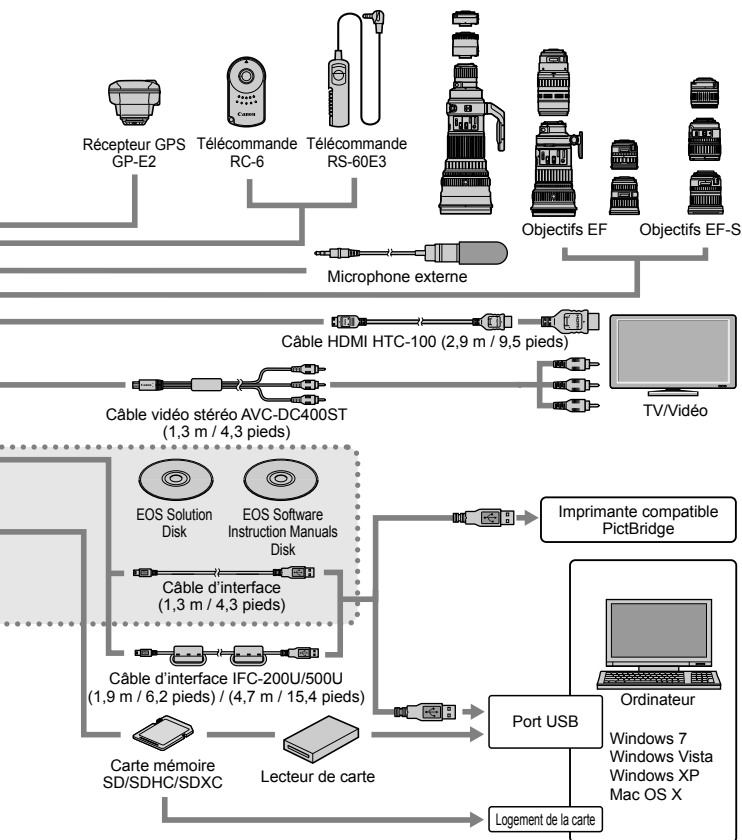 Canon
Récepteur GPS
GP-E2
Télécommande
RC-6
Télécommande
RS-60E3
Objectifs EF
Objectifs EF-S
Microphone externe
Câble HDMI HTC-100 (2,9 m / 9,5 pieds)
Câble vidéo stéréo AVC-DC400ST
(1,3 m / 4,3 pieds)
TV/Vidéo
EOS Solution
Disk
EOS Software
Instruction Manuals
Disk
Imprimante compatible
PictBridge
Câble d’interface
(1,3 m / 4,3 pieds)
Câble d’interface IFC-200U/500U
(1,9 m / 6,2 pieds) / (4,7 m / 15,4 pieds)
Ordinateur
Port USB
Windows 7
Windows Vista
Windows XP
Mac OS X
Carte mémoire
SD/SDHC/SDXC
Lecteur de carte
Logement de la carte